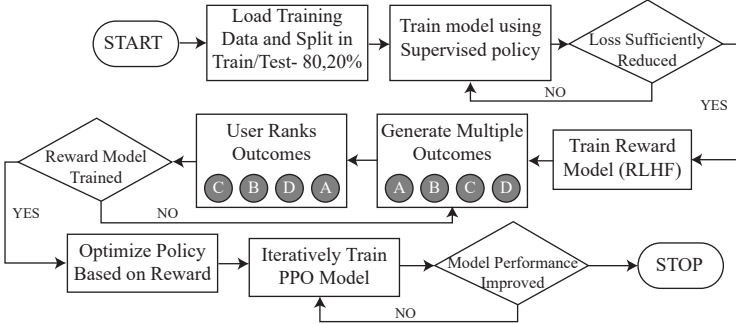 START
Load Training
Data and Split in
Train/Test- 80,20%
Train model using
Supervised policy
Loss Sufficiently
Reduced
NO
YES
Train Reward
Model (RLHF)
Generate Multiple
Outcomes
A B C D
User Ranks
Outcomes
C B D A
Reward Model
Trained
NO
YES
Optimize Policy
Based on Reward
Iteratively Train
PPO Model
Model Performance
Improved
NO
STOP